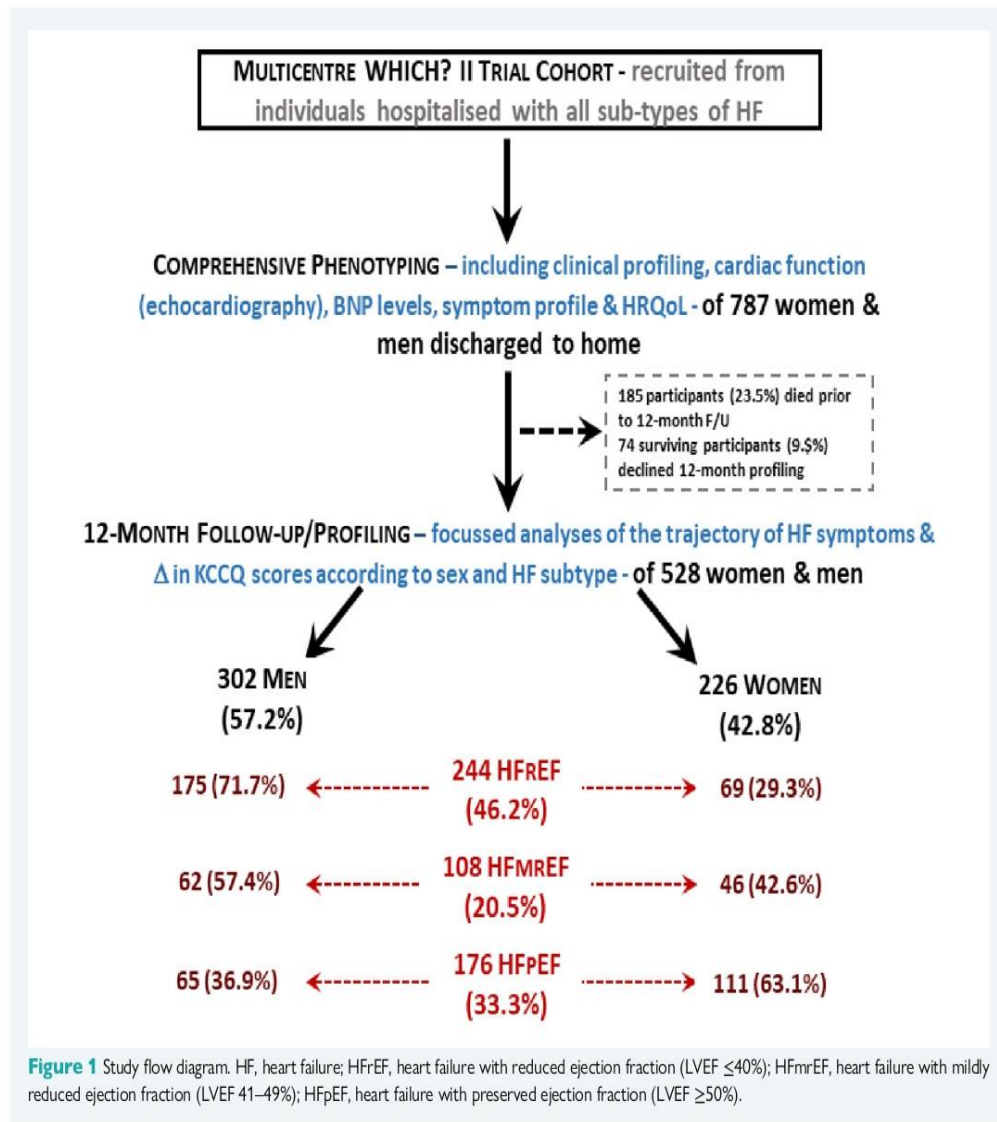 MULTICENTRE WHICH? II TRIAL COHORT - recruited from
individuals hospitalised with all sub-types of HF
COMPREHENSIVE PHENOTYPING – including clinical profiling, cardiac function
(echocardiography), BNP levels, symptom profile & HRQoL - of 787 women &
men discharged to home
185 participants (23.5%) died prior
to 12-month F/U
74 surviving participants (9.$%)
declined 12-month profiling
12-MONTH FOLLOW-UP/PROFILING – focussed analyses of the trajectory of HF symptoms &
Δ in KCCQ scores according to sex and HF subtype - of 528 women & men
302 MEN
(57.2%)
226 WOMEN
(42.8%)
175 (71.7%)
244 HFREF
(46.2%)
69 (29.3%)
62 (57.4%)
108 HFMREF
(20.5%)
46 (42.6%)
65 (36.9%)
176 HFPEF
(33.3%)
111 (63.1%)
Figure 1 Study flow diagram. HF, heart failure; HFrEF, heart failure with reduced ejection fraction (LVEF ≤40%); HFmrEF, heart failure with mildly
reduced ejection fraction (LVEF 41–49%); HFpEF, heart failure with preserved ejection fraction (LVEF ≥50%).